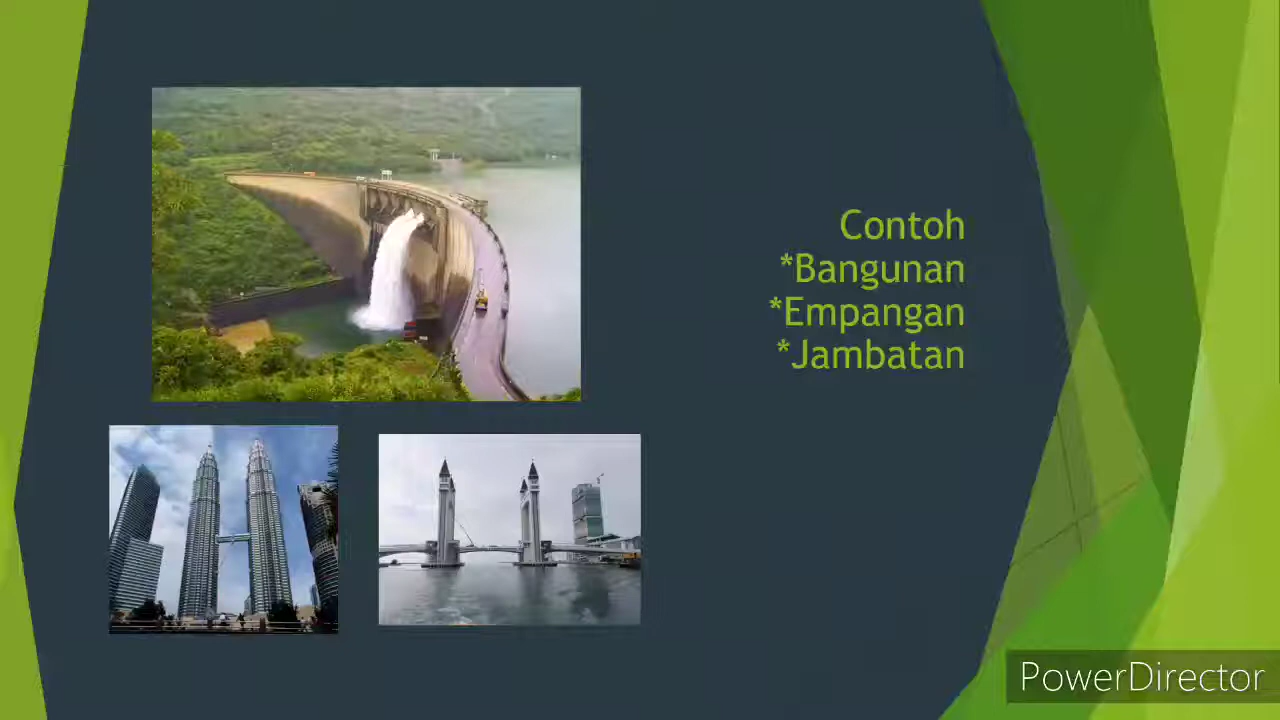 Contoh
*Bangunan
*Empangan
*Jambatan
PowerDirector